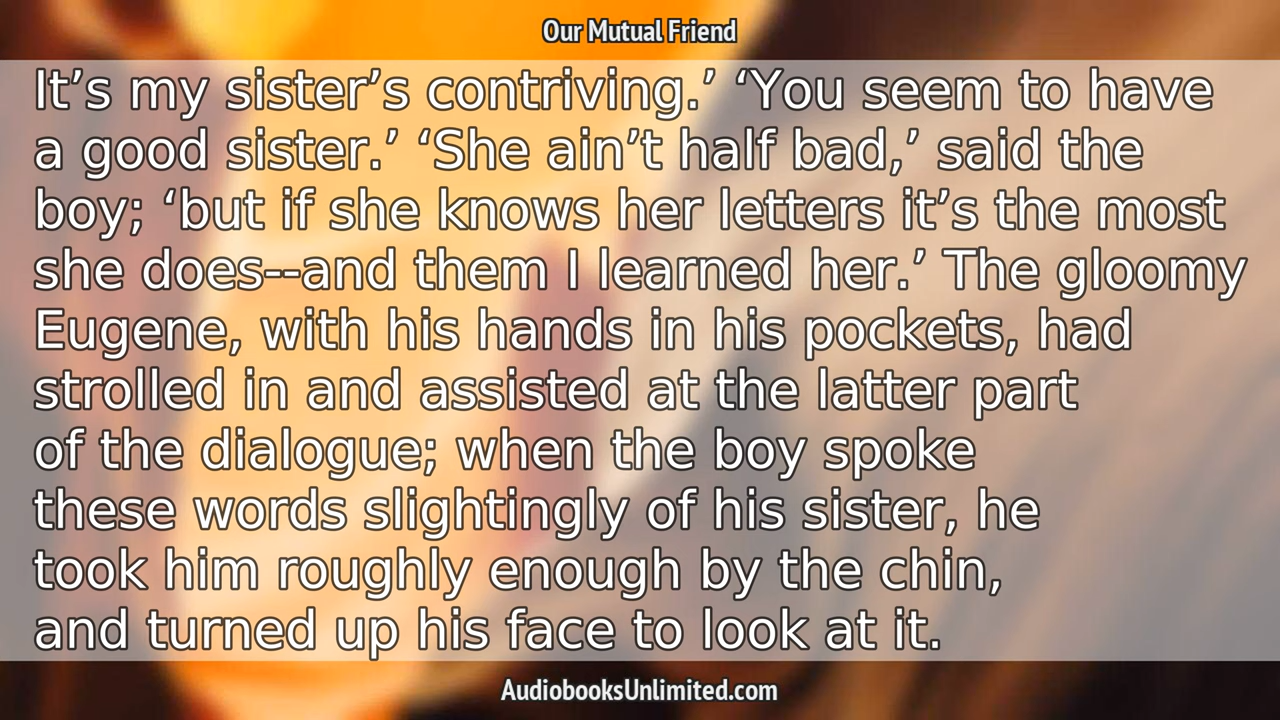 Our Mutual Friend
It’s my sister’s contriving.’ ‘You seem to have
a good sister.’ ‘She ain’t half bad,’ said the
boy; ‘but if she knows her letters it’s the most
she does--and them I learned her.’ The gloomy
Eugene, with his hands in his pockets, had
strolled in and assisted at the latter part
of the dialogue; when the boy spoke
these words slightingly of his sister, he
took him roughly enough by the chin,
and turned up his face to look at it.
AudiobooksUnlimited.com